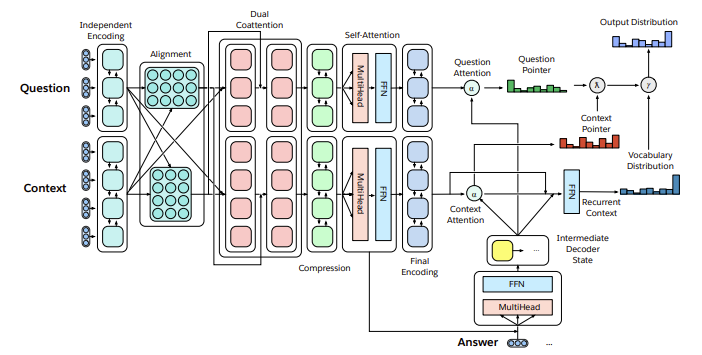 Independent
Encoding
Alignment
Dual
Coattention
Self-Attention
Output Distribution
Question
MultiHead
FFN
Question
Attention
α
Question
Pointer
ƛ
γ
Context
Pointer
Context
MultiHead
FFN
α
Context
Attention
FFN
Recurrent
Context
Vocabulary
Distribution
Compression
Final
Encoding
Intermediate
Decoder
State
...
FFN
MultiHead
Answer
...